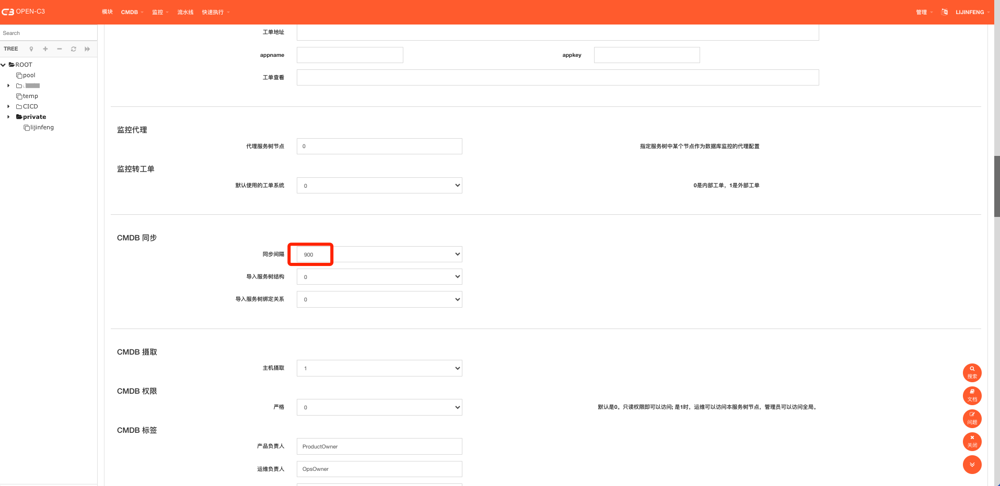 OPEN-C3
模块 CMDB 监控 流水线 快速执行
管理 LIJINFENG
Search
TREE
ROOT
pool
temp
CICD
private
lijinfeng
工单地址
appname appkey
工单查看
监控代理
代理服务树节点 0 指定服务树中某个节点作为数据库监控的代理配置
监控转工单
默认使用的工单系统 0 0是内部工单，1是外部工单
CMDB 同步
同步间隔 900
导入服务树结构 0
导入服务树绑定关系 0
CMDB 摄取
主机摄取 1
CMDB 权限
严格 0 默认是0。只读权限即可以访问; 是1时，运维可以访问本服务树节点，管理员可以访问全局。
CMDB 标签
产品负责人 ProductOwner
运维负责人 OpsOwner
搜索
文档
问题
关闭